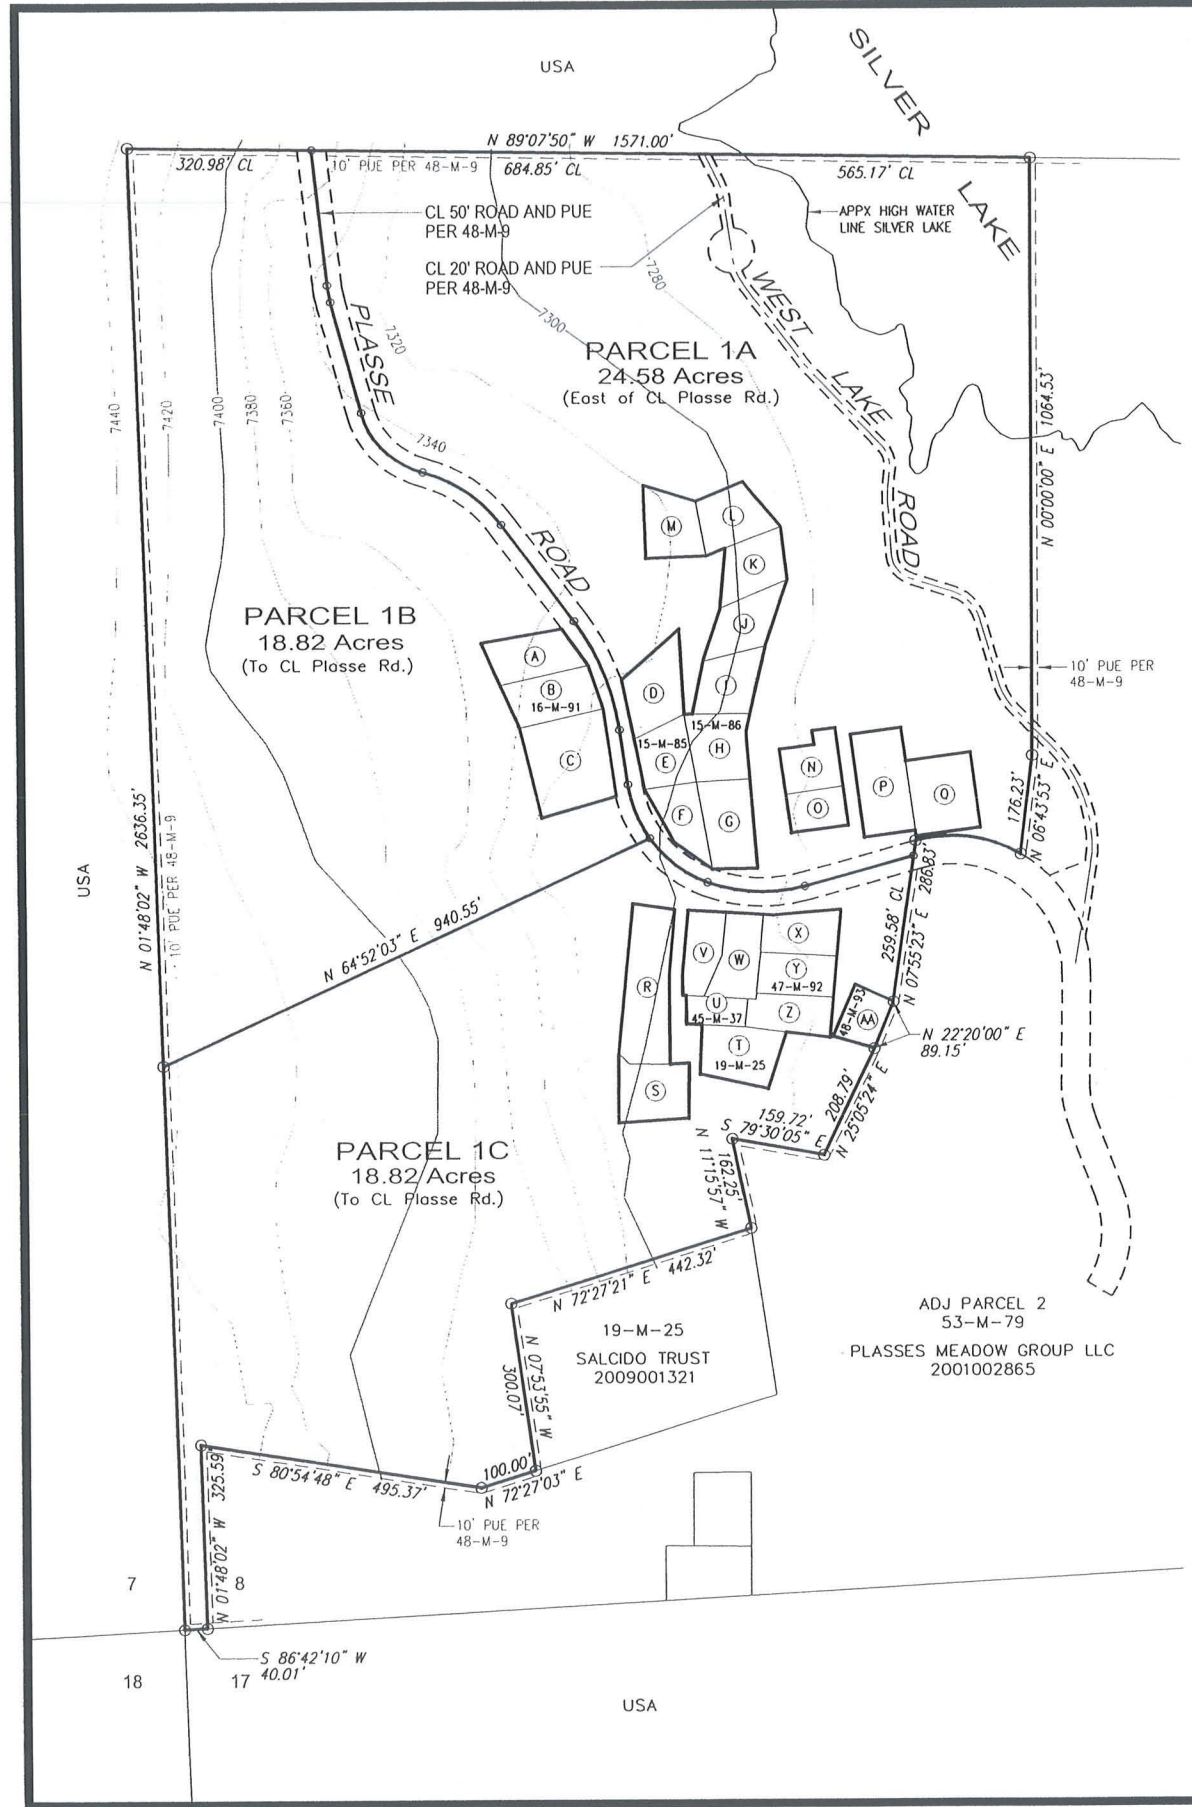 USA
SILVER
LAKE
N 89°07'50" W 1571.00'
320.98' CL
10' PUE PER 48-M-9
684.85' CL
565.17' CL
CL 50' ROAD AND PUE
PER 48-M-9
APPX HIGH WATER
LINE SILVER LAKE
CL 20' ROAD AND PUE
PER 48-M-9
7280
7300
7320
PLASSE
ROAD
WEST
LAKE
ROAD
PARCEL 1A
24.58 Acres
(East of CL Plasse Rd.)
N 00°00'00" E 1064.53'
7440
7420
7400
7380
7360
7340
M
L
K
J
I
PARCEL 1B
18.82 Acres
(To CL Plasse Rd.)
A
B
16-M-91
C
D
15-M-85
E
15-M-86
H
F
G
N
O
P
Q
10' PUE PER
48-M-9
176.23'
N 06°43'53" E
N 01°48'02" W 2636.35'
10' PUE PER 48-M-9
USA
N 64°52'03" E 940.55'
259.58' CL
N 07°55'23" E 286.83'
R
S
V
W
X
Y
47-M-92
U
45-M-37
Z
T
19-M-25
48-M-93
AA
N 22°20'00" E
89.15'
208.79'
N 25°05'24" E
159.72'
S 79°30'05" E
162.25'
N 11°15'57" W
PARCEL 1C
18.82 Acres
(To CL Plasse Rd.)
N 72°27'21" E 442.32'
N 07°53'55" W
300.07'
19-M-25
SALCIDO TRUST
2009001321
ADJ PARCEL 2
53-M-79
PLASSES MEADOW GROUP LLC
2001002865
S 80°54'48" E 495.37'
100.00'
N 72°27'03" E
10' PUE PER
48-M-9
N 01°48'02" W 325.59'
7
8
S 86°42'10" W
40.01'
18
17
USA